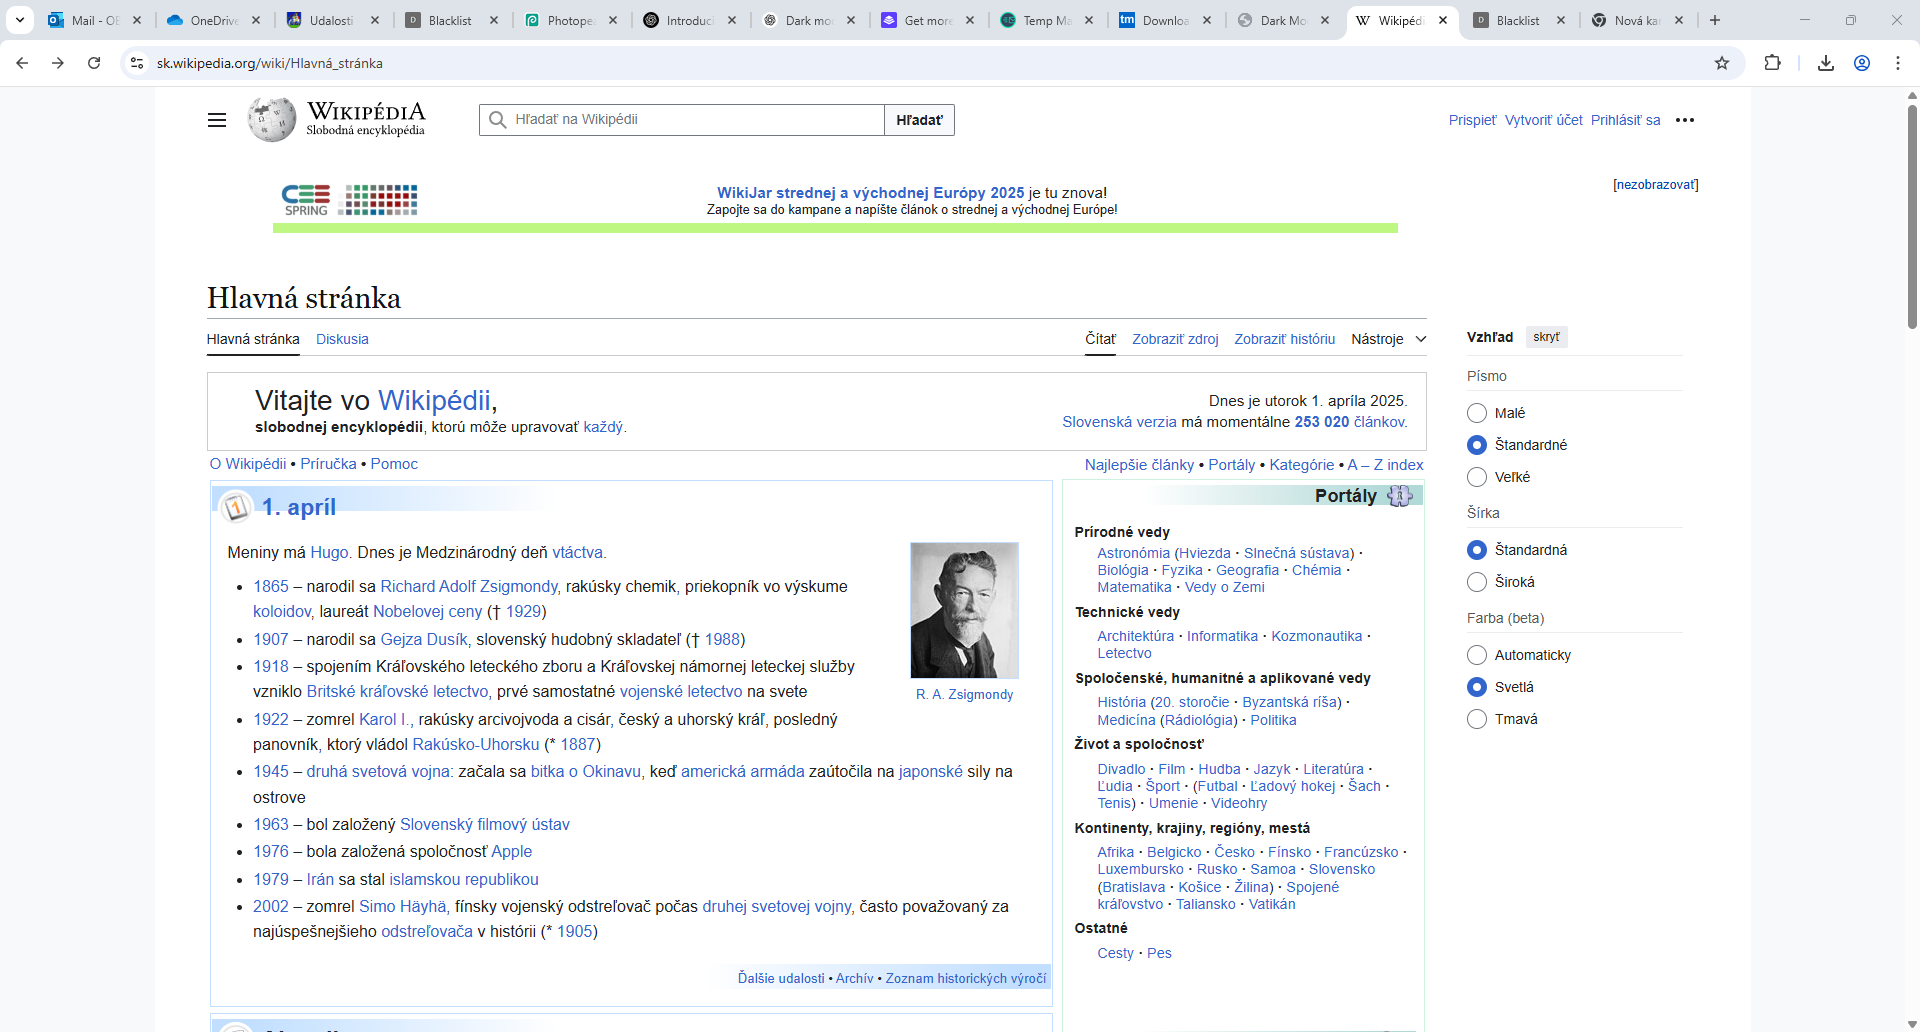 Mail - OB
OneDrive
Udalosti
Blacklist
Photope
Introduci
Dark mo
Get more
Temp Ma
Downloa
Dark Mo
Wikipédi
Blacklist
Nová kar
sk.wikipedia.org/wiki/Hlavná_stránka
WIKIPÉDIA
Slobodná encyklopédia
Hľadať na Wikipédii
Hľadať
Prispieť Vytvoriť účet Prihlásiť sa
CEE
SPRING
WikiJar strednej a východnej Európy 2025 je tu znova!
Zapojte sa do kampane a napíšte článok o strednej a východnej Európe!
[nezobrazovať]
Hlavná stránka
Hlavná stránka Diskusia
Čítať Zobraziť zdroj Zobraziť históriu Nástroje
Vitajte vo Wikipédii,
slobodnej encyklopédii, ktorú môže upravovať každý.
Dnes je utorok 1. apríla 2025.
Slovenská verzia má momentálne 253 020 článkov.
O Wikipédii • Príručka • Pomoc
Najlepšie články • Portály • Kategórie • A – Z index
1. apríl
Meniny má Hugo. Dnes je Medzinárodný deň vtáctva.
• 1865 – narodil sa Richard Adolf Zsigmondy, rakúsky chemik, priekopník vo výskume
koloidov, laureát Nobelovej ceny († 1929)
• 1907 – narodil sa Gejza Dusík, slovenský hudobný skladateľ († 1988)
• 1918 – spojením Kráľovského leteckého zboru a Kráľovskej námornej leteckej služby
vzniklo Britské kráľovské letectvo, prvé samostatné vojenské letectvo na svete
• 1922 – zomrel Karol I., rakúsky arcivojvoda a cisár, český a uhorský kráľ, posledný
panovník, ktorý vládol Rakúsko-Uhorsku (* 1887)
• 1945 – druhá svetová vojna: začala sa bitka o Okinavu, keď americká armáda zaútočila na japonské sily na
ostrove
• 1963 – bol založený Slovenský filmový ústav
• 1976 – bola založená spoločnosť Apple
• 1979 – Irán sa stal islamskou republikou
• 2002 – zomrel Simo Häyhä, fínsky vojenský odstreľovač počas druhej svetovej vojny, často považovaný za
najúspešnejšieho odstreľovača v histórii (* 1905)
R. A. Zsigmondy
Ďalšie udalosti • Archív • Zoznam historických výročí
Portály
Prírodné vedy
Astronómia (Hviezda · Slnečná sústava) ·
Biológia · Fyzika · Geografia · Chémia ·
Matematika · Vedy o Zemi
Technické vedy
Architektúra · Informatika · Kozmonautika ·
Letectvo
Spoločenské, humanitné a aplikované vedy
História (20. storočie · Byzantská ríša) ·
Medicína (Rádiológia) · Politika
Život a spoločnosť
Divadlo · Film · Hudba · Jazyk · Literatúra ·
Ľudia · Šport · (Futbal · Ľadový hokej · Šach ·
Tenis) · Umenie · Videohry
Kontinenty, krajiny, regióny, mestá
Afrika · Belgicko · Česko · Fínsko · Francúzsko ·
Luxembursko · Rusko · Samoa · Slovensko
(Bratislava · Košice · Žilina) · Spojené
kráľovstvo · Taliansko · Vatikán
Ostatné
Cesty · Pes
Vzhľad skryť
Písmo
Malé
Štandardné
Veľké
Šírka
Štandardná
Široká
Farba (beta)
Automaticky
Svetlá
Tmavá